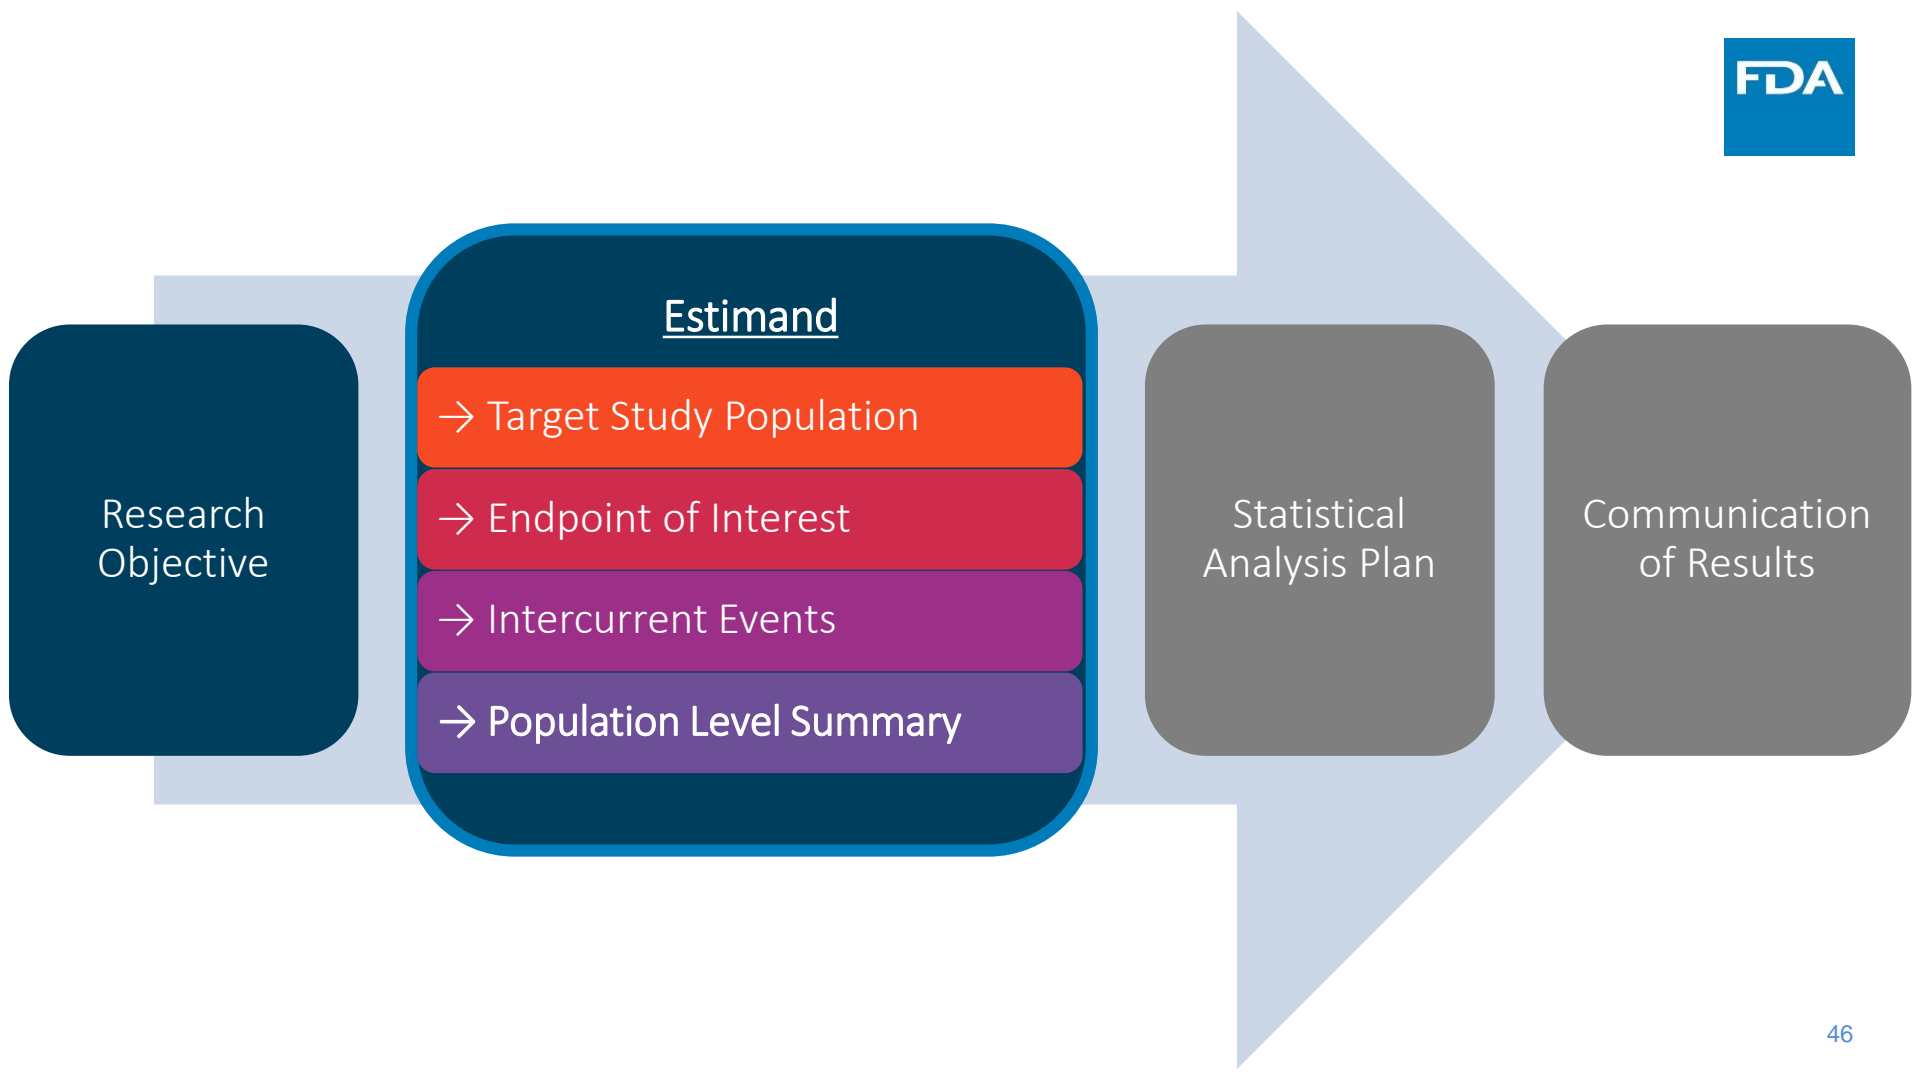 FDA
Research
Objective
Estimand
→ Target Study Population
→ Endpoint of Interest
→ Intercurrent Events
→ Population Level Summary
Statistical
Analysis Plan
Communication
of Results
46